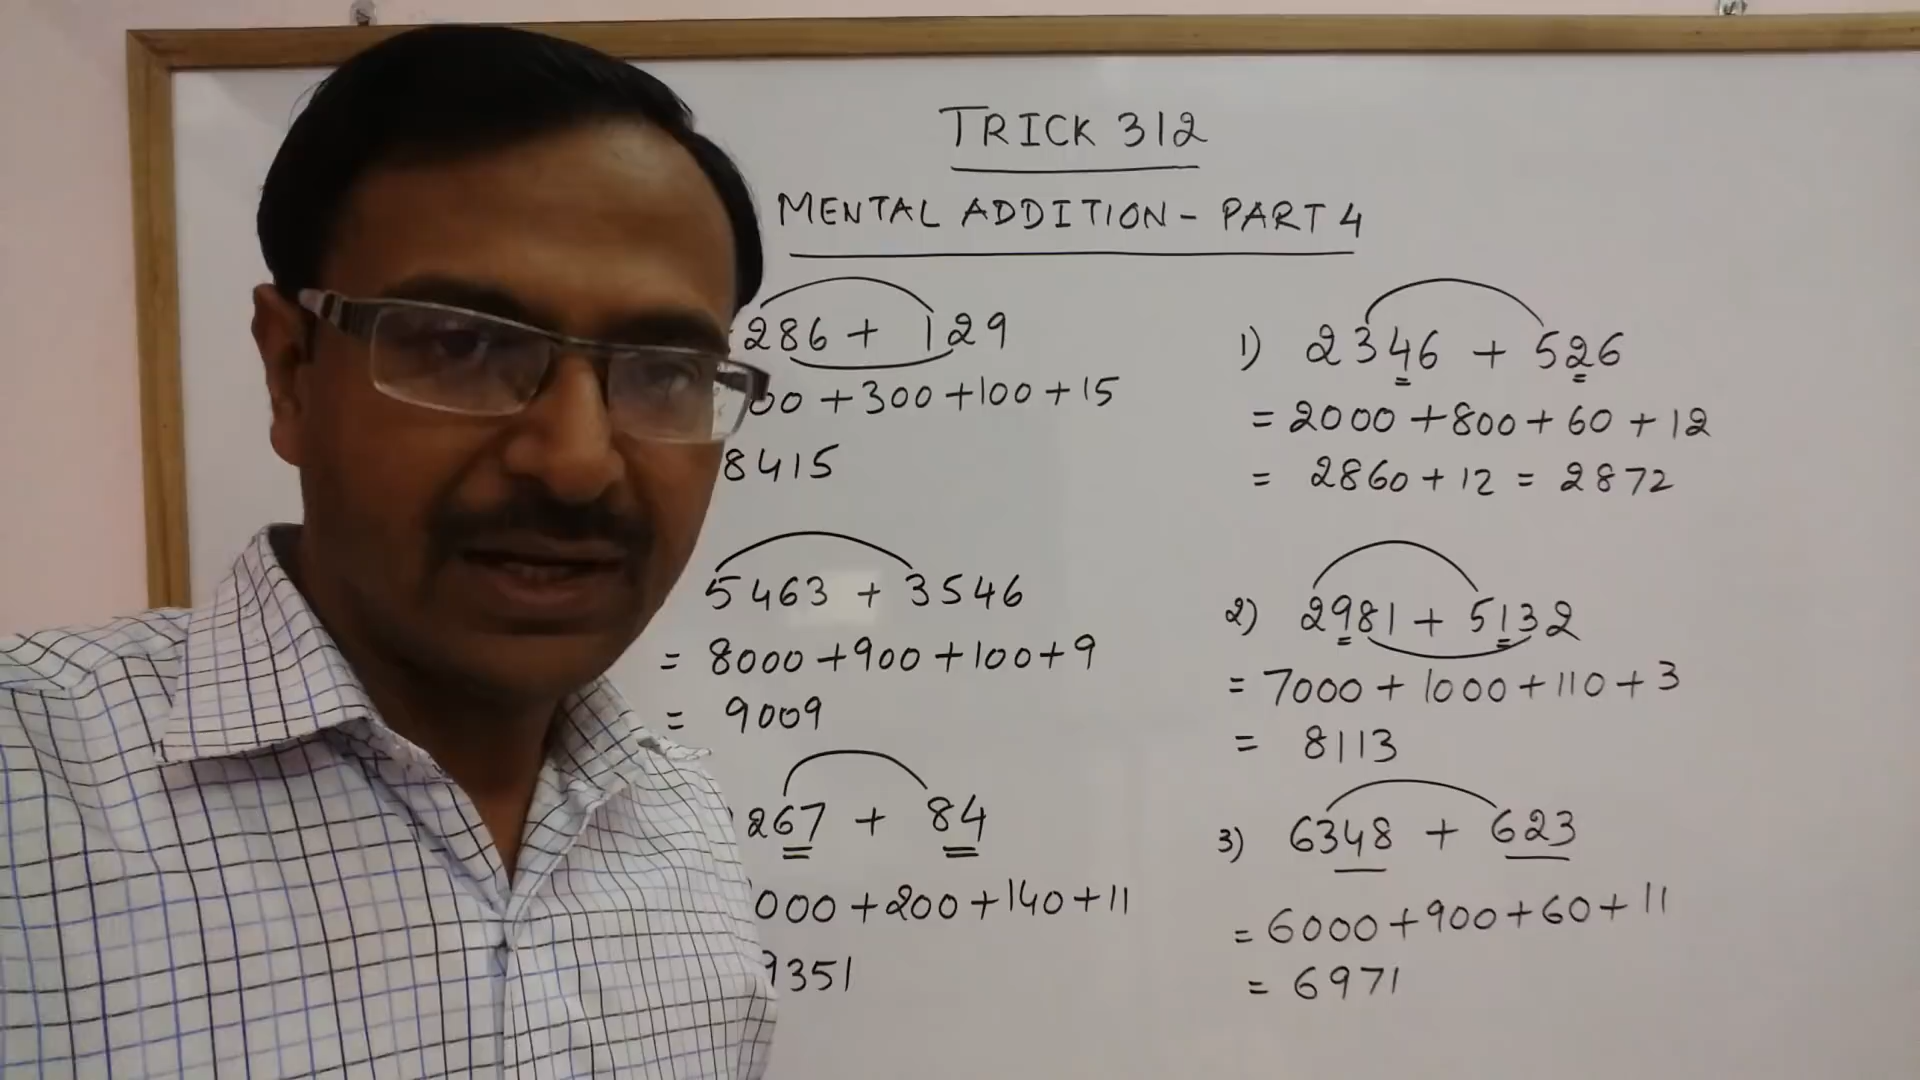 TRICK 312
MENTAL ADDITION - PART 4
286 + 129
00 + 300 + 100 + 15
8415
5463 + 3546
= 8000 + 900 + 100 + 9
= 9009
267 + 84
000 + 200 + 140 + 11
9351
1) 2346 + 526
= 2000 + 800 + 60 + 12
= 2860 + 12 = 2872
2) 2981 + 5132
= 7000 + 1000 + 110 + 3
= 8113
3) 6348 + 623
= 6000 + 900 + 60 + 11
= 6971